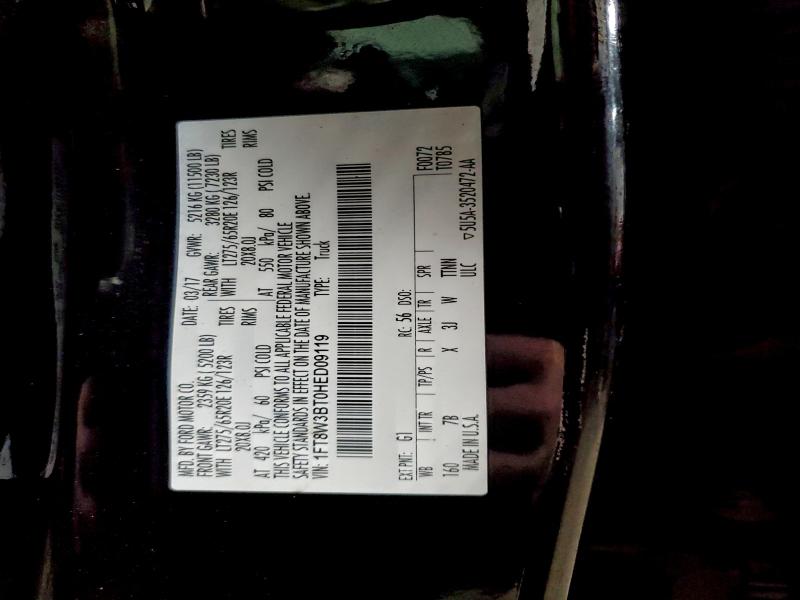 MFD. BY FORD MOTOR CO.
DATE: 03/17 GVWR: 5216 KG (11500 LB)
FRONT GAWR: 2359 KG (5200 LB) REAR GAWR: 3280 KG (7230 LB)
WITH LT275/65R20E 126/123R TIRES WITH LT275/65R20E 126/123R TIRES
20X8.0J RIMS 20X8.0J RIMS
AT 420 kPa/ 60 PSI COLD AT 550 kPa/ 80 PSI COLD
THIS VEHICLE CONFORMS TO ALL APPLICABLE FEDERAL MOTOR VEHICLE
SAFETY STANDARDS IN EFFECT ON THE DATE OF MANUFACTURE SHOWN ABOVE.
VIN: 1FT8W3BT0HED09119 TYPE: Truck
EXT PNT: G1 RC: 56 DSO: F0072
WB INT TR TP/PS R AXLE TR SPR T0785
160 7B X 3J W TTNN
MADE IN U.S.A. ULC ▽5U5A-3520472-AA